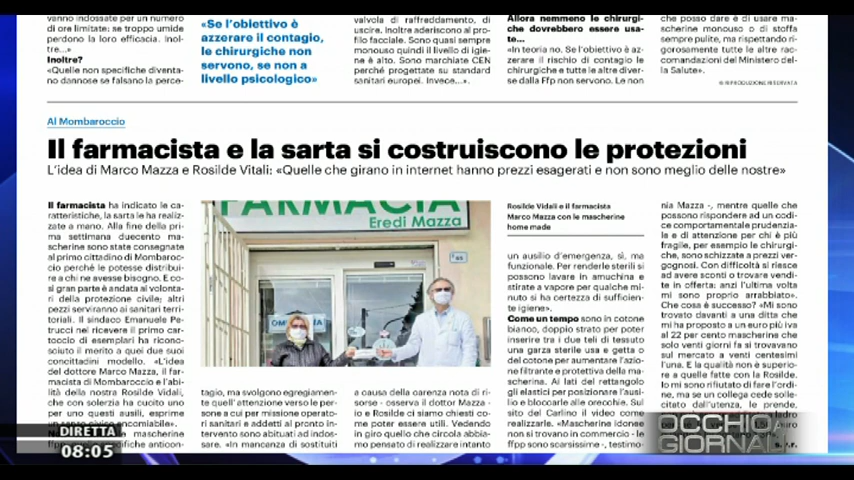 vanno indossate per un numero
di ore limitate: se troppo umide
perdono la loro efficacia. Inol-
tre...»
Inoltre?
«Quelle non specifiche diventa-
no dannose se falsano la perce-
«Se l'obiettivo è
azzerare il contagio,
le chirurgiche non
servono, se non a
livello psicologico»
valvola di raffreddamento, di
uscire. Inoltre aderiscono al pro-
filo facciale. Sono quasi sempre
monouso quindi il livello di igie-
ne è alto. Sono marchiate CEN
perché progettate su standard
sanitari europei. Invece...».
Allora nemmeno le chirurgi-
che dovrebbero essere usa-
te...
«In teoria no. Se l'obiettivo è az-
zerare il rischio di contagio le
chirurgiche e tutte le altre diver-
se dalla Ffp non servono. Le non
che posso dare è di usare ma-
scherine monouso o di stoffa
sempre pulite, ma rispettando ri-
gorosamente tutte le altre rac-
comandazioni del Ministero del-
la Salute».
© RIPRODUZIONE RISERVATA
Al Mombaroccio
Il farmacista e la sarta si costruiscono le protezioni
L'idea di Marco Mazza e Rosilde Vitali: «Quelle che girano in internet hanno prezzi esagerati e non sono meglio delle nostre»
Il farmacista ha indicato le ca-
ratteristiche, la sarta le ha realiz-
zate a mano. Alla fine della pri-
ma settimana duecento ma-
scherine sono state consegnate
al primo cittadino di Mombaroc-
cio perché le potesse distribui-
re a chi ne avesse bisogno. E co-
sì gran parte è andata ai volonta-
ri della protezione civile; altri
pezzi serviranno ai sanitari terri-
toriali. Il sindaco Emanuele Pe-
trucci nel ricevere il primo car-
toccio di esemplari ha ricono-
sciuto il merito a quei due suoi
concittadini modello. «L'idea
del dottore Marco Mazza, il far-
macista di Mombaroccio e l'abi-
lità della nostra Rosilde Vidali,
che con solerzia ha cucito uno
per uno questi ausili, esprime
un senso civico encomiabile».
mascherine
ffpp
specifiche anticon-
FARMACIA
Eredi Mazza
tagio, ma svolgono egregiamen-
te quell'attenzione verso le per-
sone a cui per missione operato-
ri sanitari e addetti al pronto in-
tervento sono abituati ad indos-
sare. «In mancanza di sostituti
a causa della carenza nota di ri-
sorse - osserva il dottor Mazza -
io e Rosilde ci siamo chiesti co-
me poter essere utili. Vedendo
in giro quello che circola abbia-
mo pensato di realizzare intanto
Rosilde Vidali e il farmacista
Marco Mazza con le mascherine
home made
un ausilio d'emergenza, sì, ma
funzionale. Per renderle sterili si
possono lavare in amuchina e
stirate a vapore per qualche mi-
nuto si ha certezza di sufficien-
te igiene».
Come un tempo sono in cotone
bianco, doppio strato per poter
inserire tra i due teli di tessuto
una garza sterile usa e getta o
del cotone per aumentare l'azio-
ne filtrante e protettiva della ma-
scherina. Ai lati del rettangolo
gli elastici per posizionare l'ausi-
lio e bloccarle alle orecchie. Sul
sito del Carlino il video come
realizzarle. «Mascherine idonee
non si trovano in commercio -
le ffpp sono scarsissime -, testimo-
nia Mazza -, mentre quelle che
possono rispondere ad un codi-
ce comportamentale prudenzia-
le e di attenzione per chi è più
fragile, per esempio le chirurgi-
che, sono schizzate a prezzi ver-
gognosi. Con difficoltà si riesce
ad avere sconti o trovare vendi-
te in offerta: anzi l'ultima volta
mi sono proprio arrabbiato».
Che cosa è successo? «Mi sono
trovato davanti a una ditta che
mi ha proposto a un euro più iva
al 22 per cento mascherina che
solo venti giorni fa si trovavano
sul mercato a venti centesimi
l'una. E la qualità non è superio-
re a quelle fatte con la Rosilde.
Io mi sono rifiutato di fare l'ordi-
ne, ma se un collega cede solle-
citato dall'utenza, le prende,
ladro
s. v.r.
DIRETTA
08:05
OCCHIO
GIORNALI